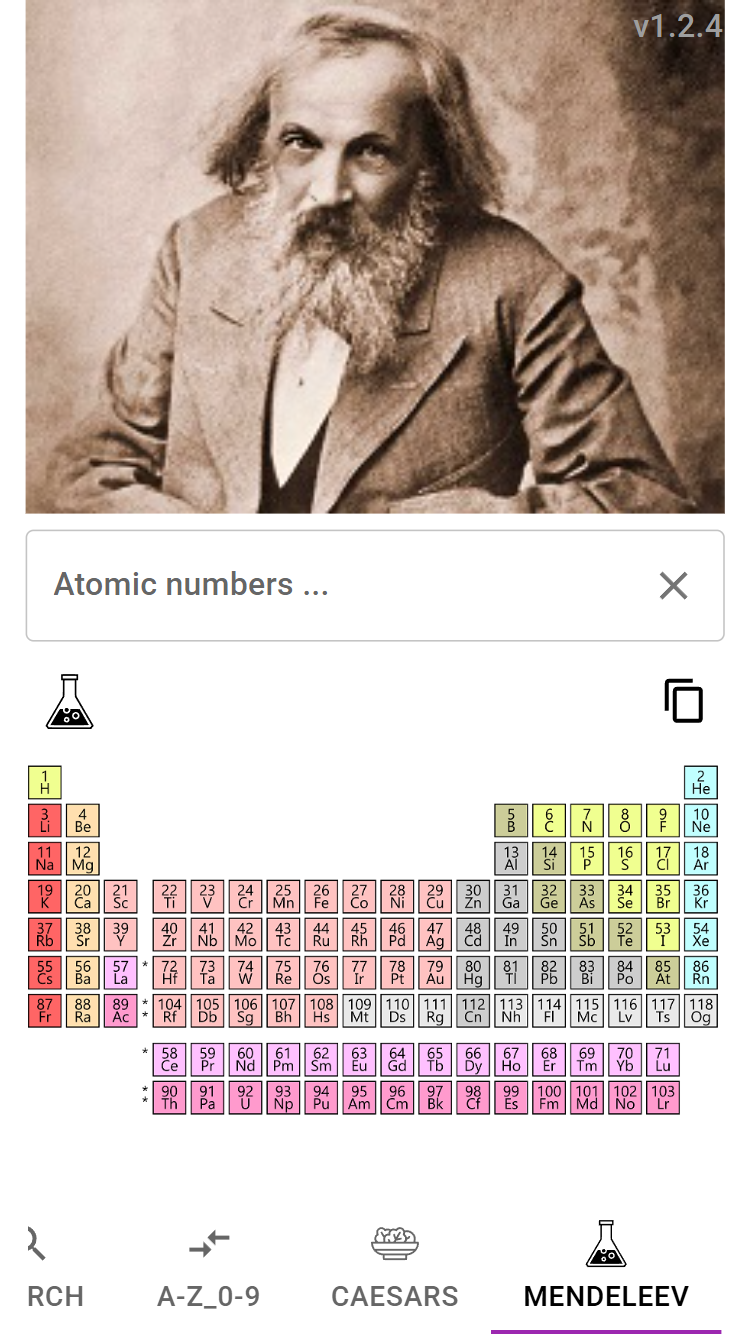 v1.2.4
Atomic numbers ...
1 2
H He
3 4 5 6 7 8 9 10
Li Be B C N O F Ne
11 12 13 14 15 16 17 18
Na Mg Al Si P S Cl Ar
19 20 21 22 23 24 25 26 27 28 29 30 31 32 33 34 35 36
K Ca Sc Ti V Cr Mn Fe Co Ni Cu Zn Ga Ge As Se Br Kr
37 38 39 40 41 42 43 44 45 46 47 48 49 50 51 52 53 54
Rb Sr Y Zr Nb Mo Tc Ru Rh Pd Ag Cd In Sn Sb Te I Xe
55 56 57 * 72 73 74 75 76 77 78 79 80 81 82 83 84 85 86
Cs Ba La Hf Ta W Re Os Ir Pt Au Hg Tl Pb Bi Po At Rn
87 88 89 * 104 105 106 107 108 109 110 111 112 113 114 115 116 117 118
Fr Ra Ac * Rf Db Sg Bh Hs Mt Ds Rg Cn Nh Fl Mc Lv Ts Og
* 58 59 60 61 62 63 64 65 66 67 68 69 70 71
Ce Pr Nd Pm Sm Eu Gd Tb Dy Ho Er Tm Yb Lu
* 90 91 92 93 94 95 96 97 98 99 100 101 102 103
* Th Pa U Np Pu Am Cm Bk Cf Es Fm Md No Lr
RCH A-Z_0-9 CAESARS MENDELEEV